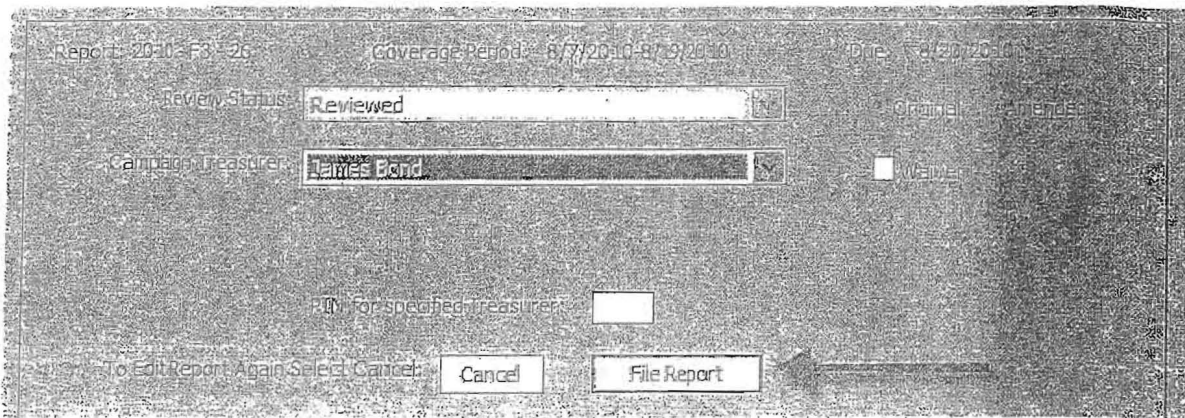 Report: 2010 - F3 - 26 Coverage Period: 8/7/2010-8/19/2010 Due: 8/20/2010
Review Status: Reviewed Original Amended
Campaign Treasurer: James Bond Waiver
PIN for specified Treasurer:
To Edit Report Again Select Cancel: Cancel File Report